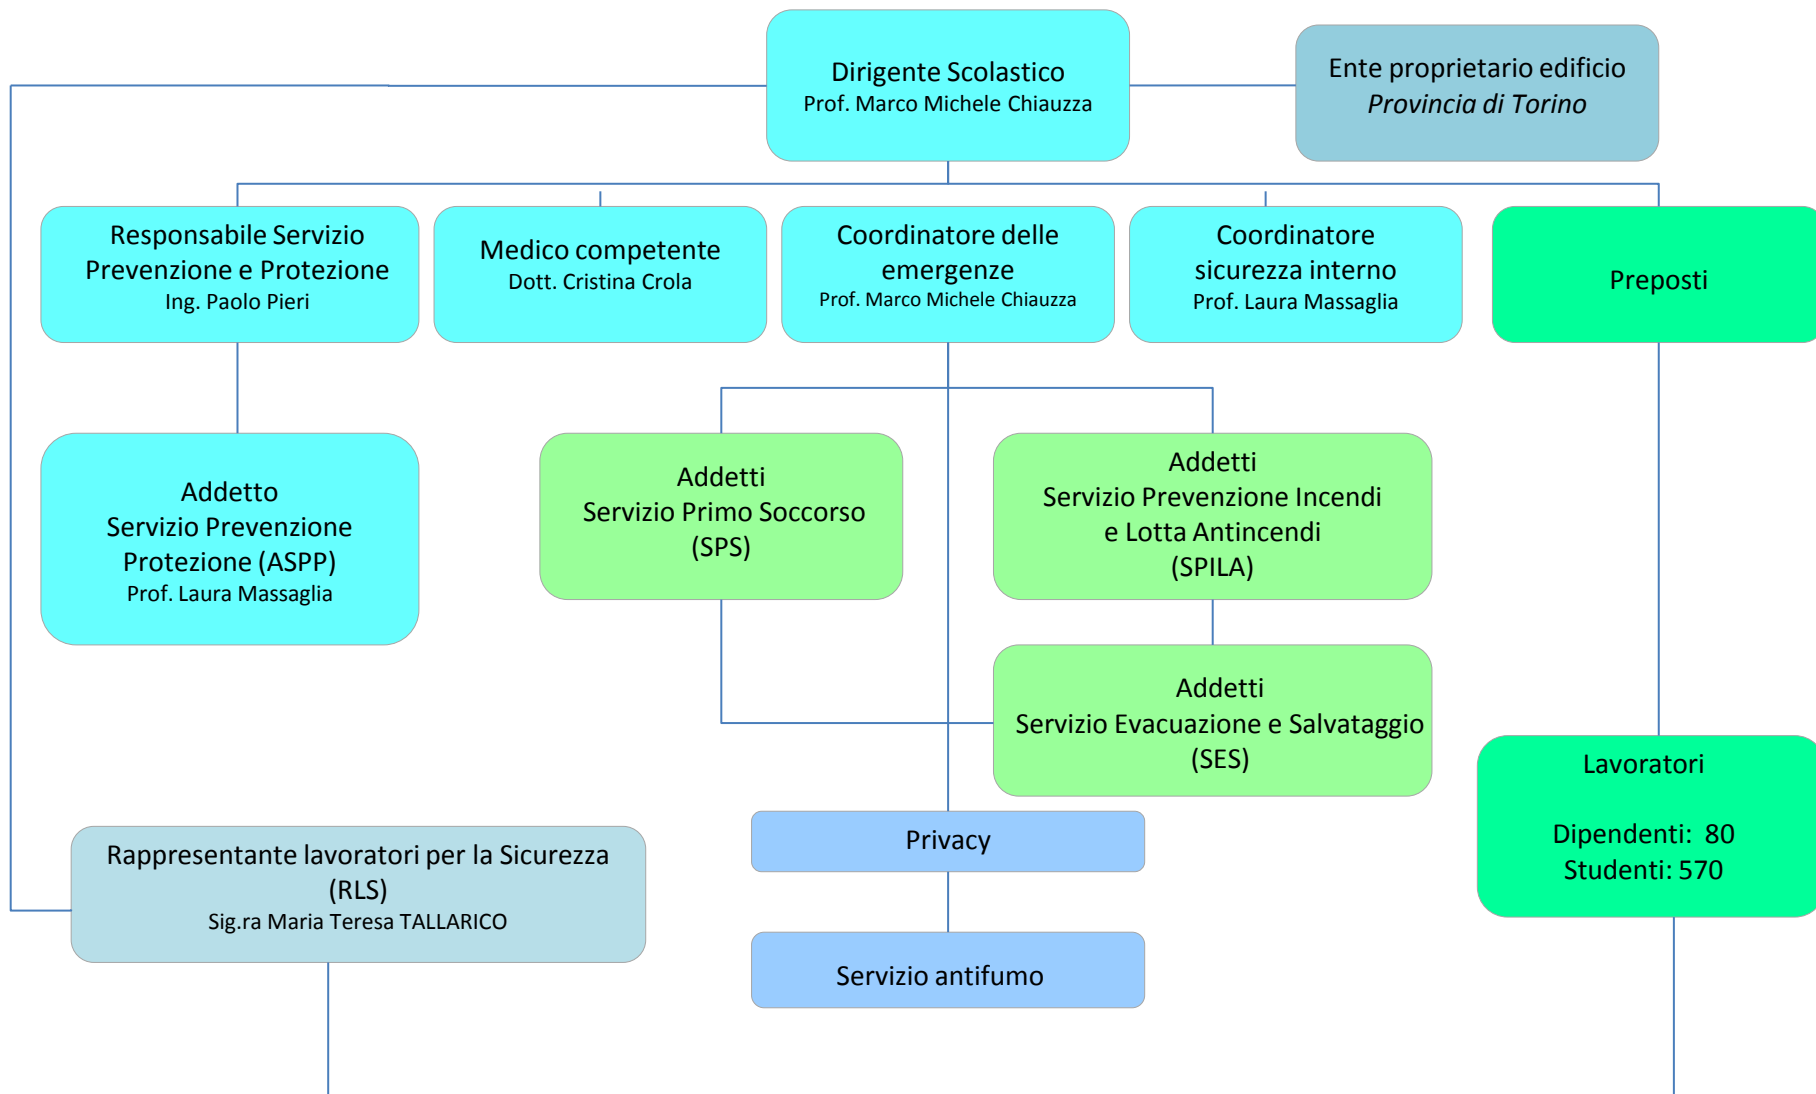 Dirigente Scolastico
Prof. Marco Michele Chiauzza
Ente proprietario edificio
Provincia di Torino
Responsabile Servizio
Prevenzione e Protezione
Ing. Paolo Pieri
Medico competente
Dott. Cristina Crola
Coordinatore delle
emergenze
Prof. Marco Michele Chiauzza
Coordinatore
sicurezza interno
Prof. Laura Massaglia
Preposti
Addetto
Servizio Prevenzione
Protezione (ASPP)
Prof. Laura Massaglia
Addetti
Servizio Primo Soccorso
(SPS)
Addetti
Servizio Prevenzione Incendi
e Lotta Antincendi
(SPILA)
Addetti
Servizio Evacuazione e Salvataggio
(SES)
Lavoratori
Dipendenti: 80
Studenti: 570
Rappresentante lavoratori per la Sicurezza
(RLS)
Sig.ra Maria Teresa TALLARICO
Privacy
Servizio antifumo